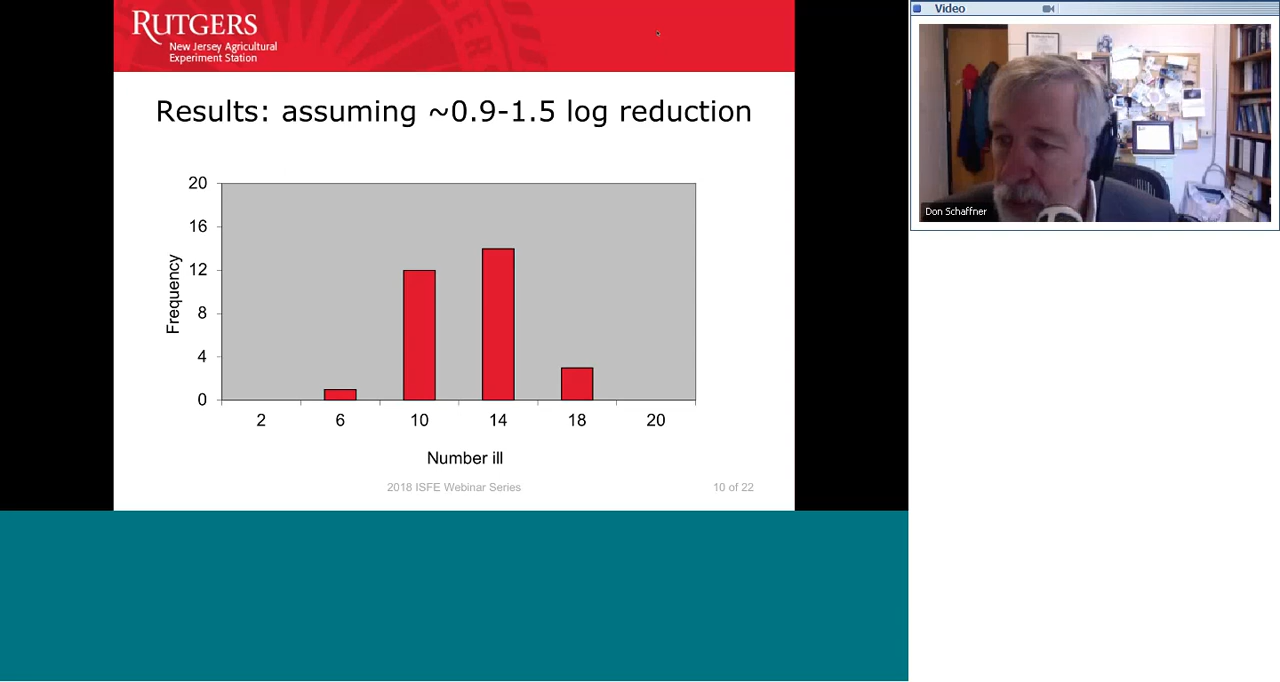 RUTGERS
New Jersey Agricultural
Experiment Station
Results: assuming ~0.9-1.5 log reduction
20
16
12
8
4
0
Frequency
2 6 10 14 18 20
Number ill
2018 ISFE Webinar Series
10 of 22
Video
Don Schaffner